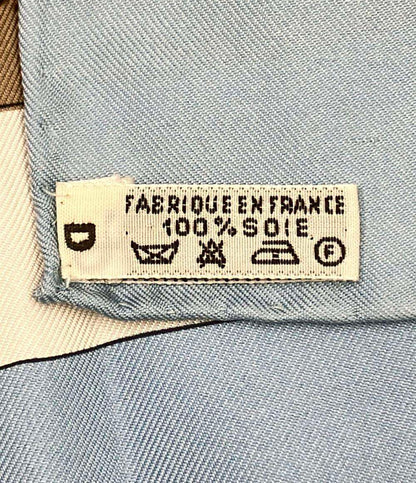 FABRIQUE EN FRANCE
100% SOIE
D
F